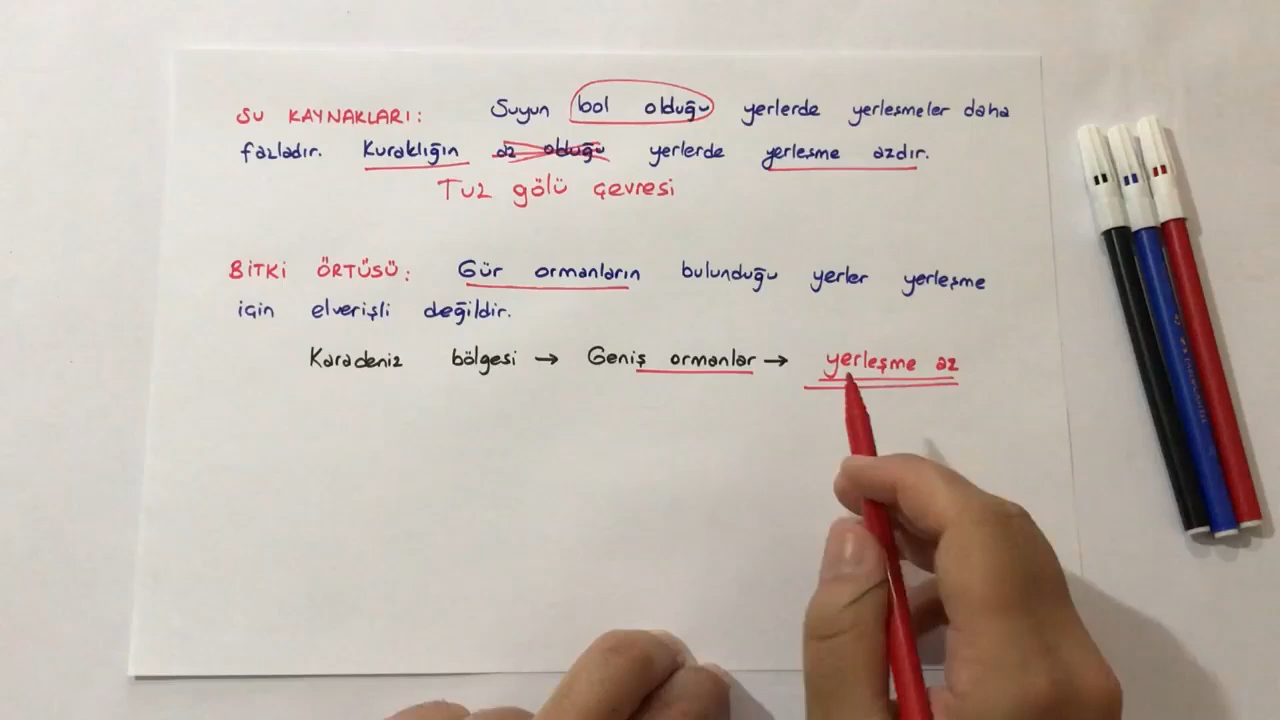 SU KAYNAKLARI: Suyun bol olduğu yerlerde yerleşmeler daha
fazladır. Kuraklığın az olduğu yerlerde yerleşme azdır.
Tuz gölü çevresi
BİTKİ ÖRTÜSÜ: Gür ormanların bulunduğu yerler yerleşme
için elverişli değildir.
Karadeniz bölgesi → Geniş ormanlar → yerleşme az